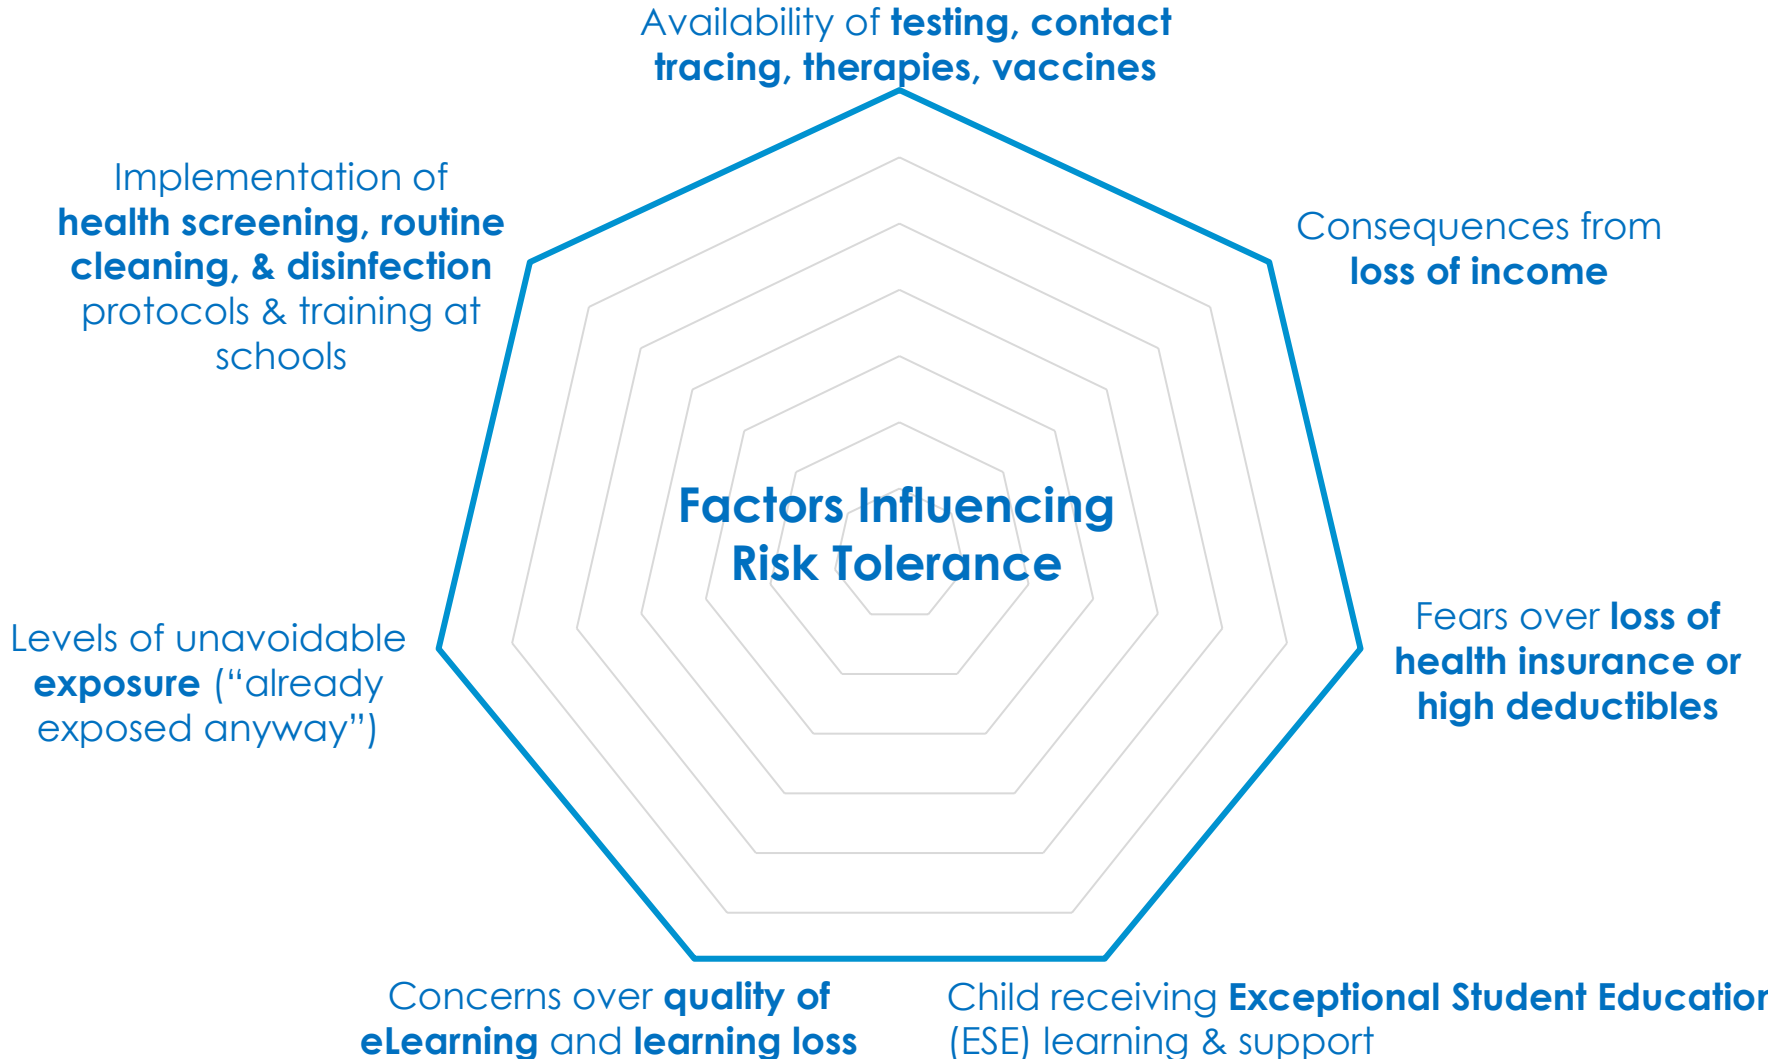 Availability of testing, contact
tracing, therapies, vaccines
Implementation of
health screening, routine
cleaning, & disinfection
protocols & training at
schools
Consequences from
loss of income
Factors Influencing
Risk Tolerance
Levels of unavoidable
exposure (“already
exposed anyway”)
Fears over loss of
health insurance or
high deductibles
Concerns over quality of
eLearning and learning loss
Child receiving Exceptional Student Education
(ESE) learning & support